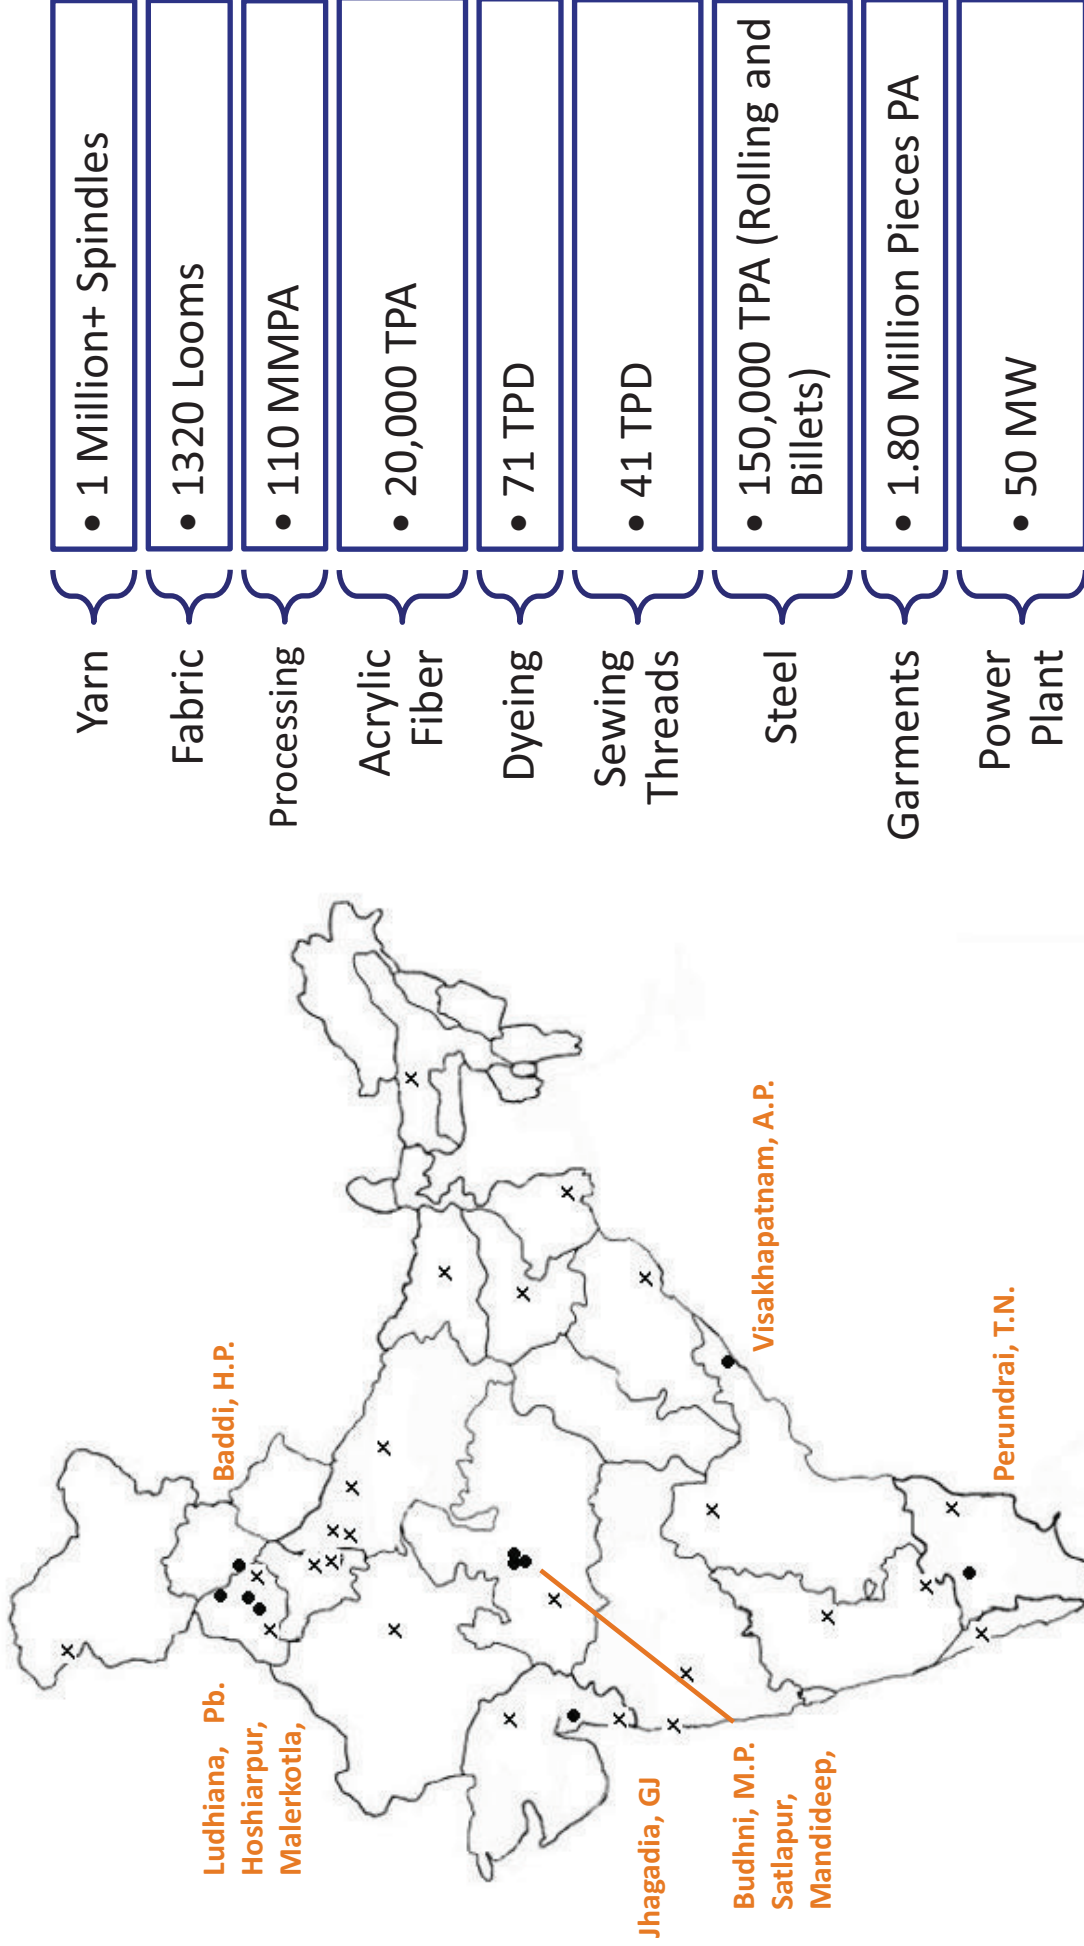 Ludhiana, Pb.
Hoshiarpur,
Malerkotla,
Baddi, H.P.
Jhagadia, GJ
Budhni, M.P.
Satlapur,
Mandideep,
Visakhapatnam, A.P.
Perundrai, T.N.
Yarn
• 1 Million+ Spindles
Fabric
• 1320 Looms
Processing
• 110 MMPA
Acrylic
Fiber
• 20,000 TPA
Dyeing
• 71 TPD
Sewing
Threads
• 41 TPD
Steel
• 150,000 TPA (Rolling and
Billets)
Garments
• 1.80 Million Pieces PA
Power
Plant
• 50 MW